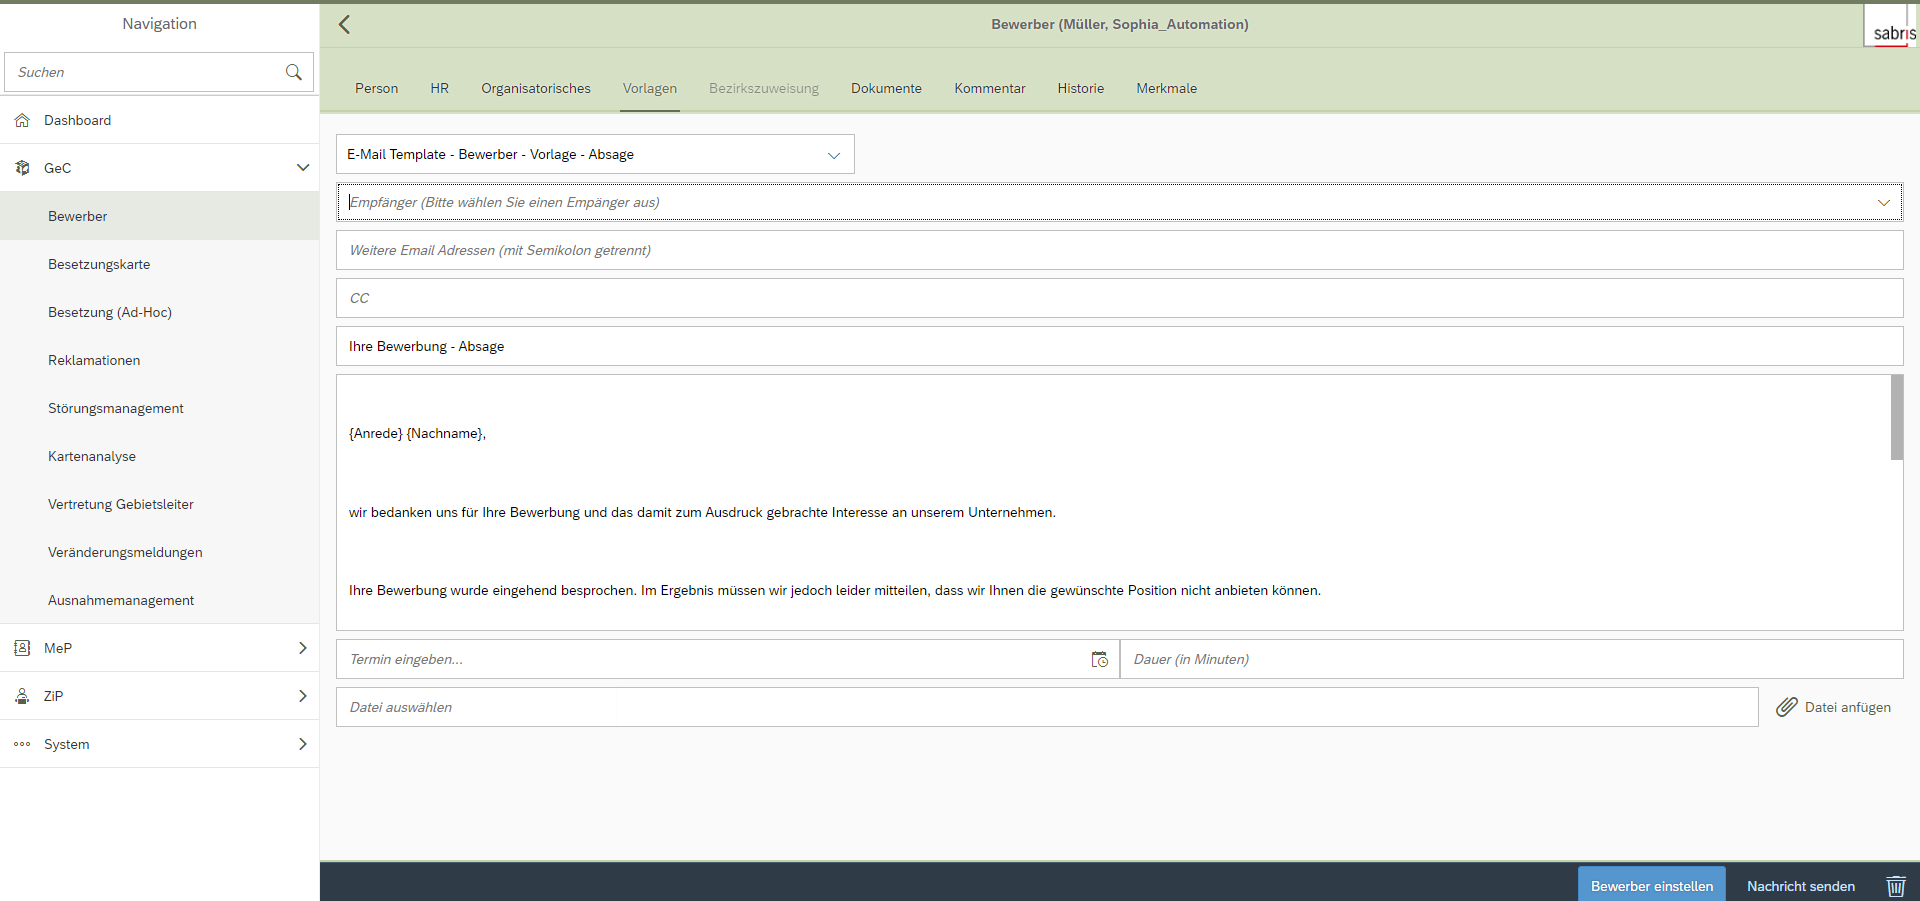 Navigation
Suchen
Dashboard
GeC
Bewerber
Besetzungskarte
Besetzung (Ad-Hoc)
Reklamationen
Störungsmanagement
Kartenanalyse
Vertretung Gebietsleiter
Veränderungsmeldungen
Ausnahmemanagement
MeP
ZiP
System
Bewerber (Müller, Sophia_Automation)
sabris
Person HR Organisatorisches Vorlagen Bezirkszuweisung Dokumente Kommentar Historie Merkmale
E-Mail Template - Bewerber - Vorlage - Absage
Empfänger (Bitte wählen Sie einen Empänger aus)
Weitere Email Adressen (mit Semikolon getrennt)
CC
Ihre Bewerbung - Absage
{Anrede} {Nachname},
wir bedanken uns für Ihre Bewerbung und das damit zum Ausdruck gebrachte Interesse an unserem Unternehmen.
Ihre Bewerbung wurde eingehend besprochen. Im Ergebnis müssen wir jedoch leider mitteilen, dass wir Ihnen die gewünschte Position nicht anbieten können.
Termin eingeben... Dauer (in Minuten)
Datei auswählen Datei anfügen
Bewerber einstellen Nachricht senden